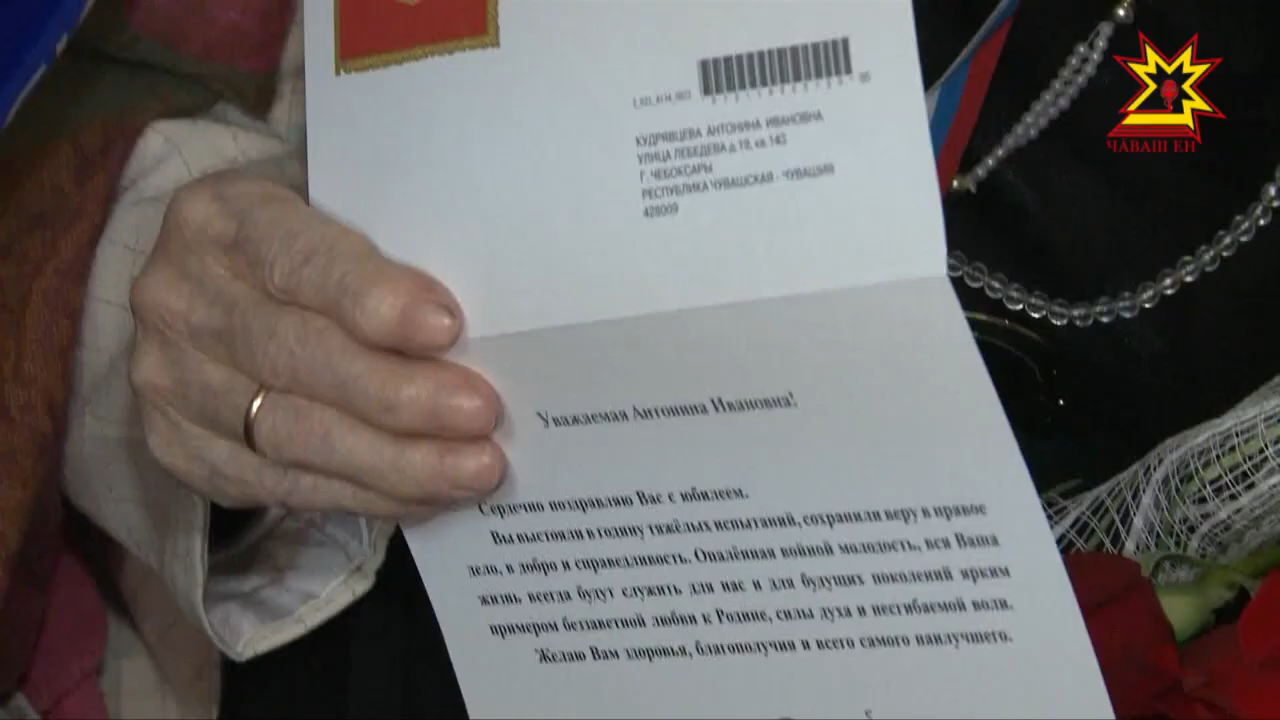 ЧӐВАШ ЕН
КУДРЯВЦЕВА АНТОНИНА ИВАНОВНА
УЛИЦА ЛЕБЕДЕВА д 19, кв 143
Г. ЧЕБОКСАРЫ
РЕСПУБЛИКА ЧУВАШСКАЯ - ЧУВАШИЯ
428009
Уважаемая Антонина Ивановна!
Сердечно поздравляю Вас с юбилеем.
Вы выстояли в годину тяжёлых испытаний, сохранили веру в правое
дело, в добро и справедливость. Опалённая войной молодость, вся Ваша
жизнь всегда будут служить для нас и для будущих поколений ярким
примером беззаветной любви к Родине, силы духа и несгибаемой воли.
Желаю Вам здоровья, благополучия и всего самого наилучшего.